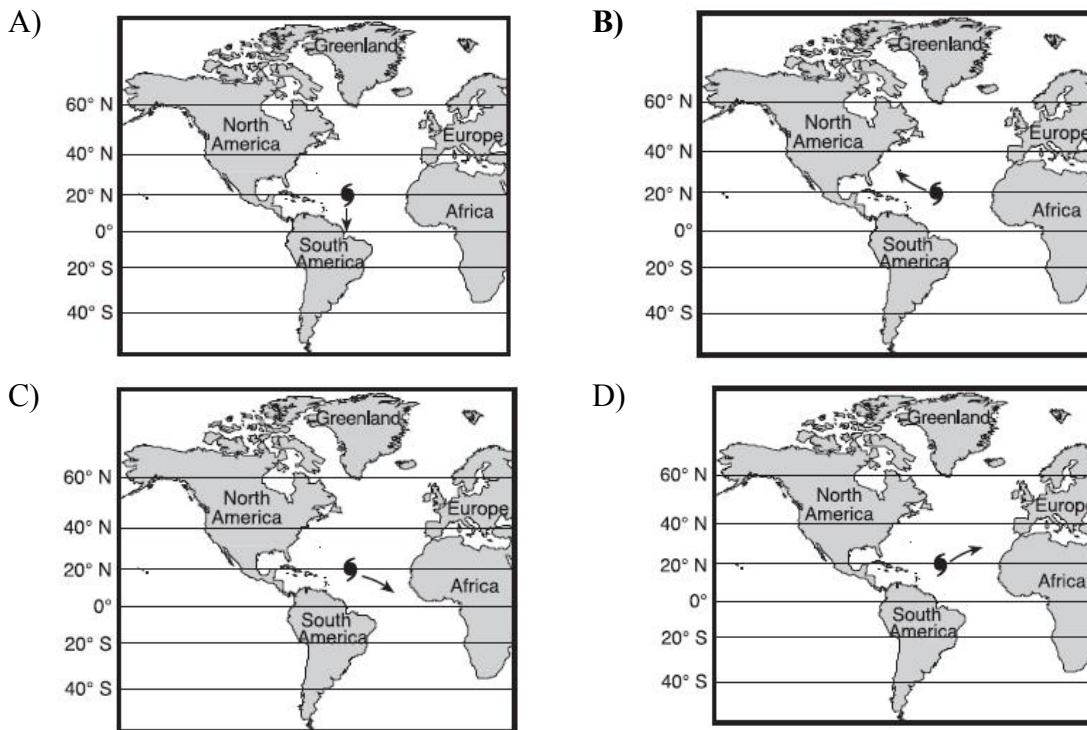 A)
Greenland
60° N
North
America
Europe
40° N
20° N
Africa
0°
South
America
20° S
40° S
B)
Greenland
60° N
North
America
Europe
40° N
20° N
Africa
0°
South
America
20° S
40° S
C)
Greenland
60° N
North
America
Europe
40° N
20° N
Africa
0°
South
America
20° S
40° S
D)
Greenland
60° N
North
America
Europe
40° N
20° N
Africa
0°
South
America
20° S
40° S